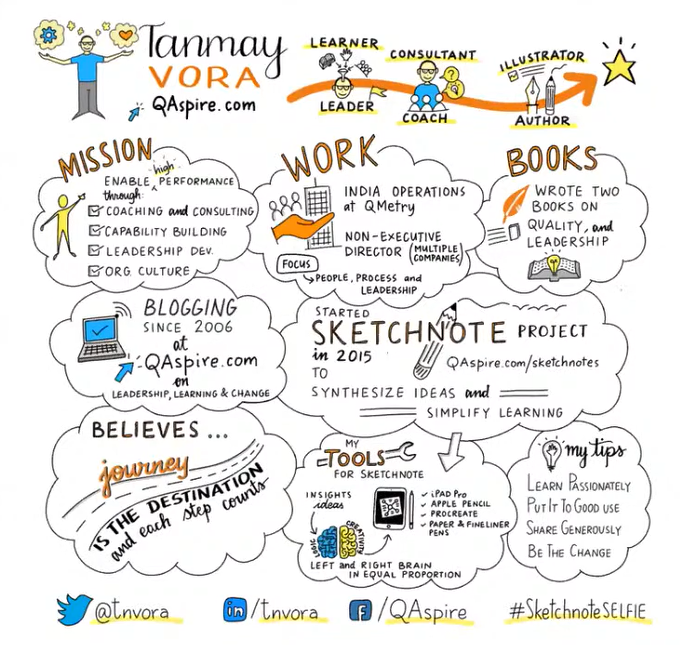 Tanmay
VORA
QAspire.com
LEARNER
LEADER
CONSULTANT
COACH
ILLUSTRATOR
AUTHOR
MISSION
high
ENABLE PERFORMANCE
through:
COACHING and CONSULTING
CAPABILITY BUILDING
LEADERSHIP DEV.
ORG. CULTURE
WORK
INDIA OPERATIONS
at QMetry
NON-EXECUTIVE
DIRECTOR (MULTIPLE
COMPANIES)
FOCUS
PEOPLE, PROCESS and
LEADERSHIP
BOOKS
WROTE TWO
BOOKS ON
QUALITY, and
LEADERSHIP
BLOGGING
SINCE 2006
at
QAspire.com
on
LEADERSHIP, LEARNING & CHANGE
STARTED
SKETCHNOTE PROJECT
in 2015
QAspire.com/sketchnotes
TO
SYNTHESIZE IDEAS and
SIMPLIFY LEARNING
BELIEVES ...
journey
IS THE DESTINATION
and each step counts
MY
TOOLS
FOR SKETCHNOTE
INSIGHTS
ideas
LOGIC
CREATIVITY
iPAD Pro
APPLE PENCIL
PROCREATE
PAPER & FINELINER
PENS
LEFT and RIGHT BRAIN
IN EQUAL PROPORTION
my tips
LEARN PASSIONATELY
PUT IT TO GOOD USE
SHARE GENEROUSLY
BE THE CHANGE
@tnvora
in /tnvora
f /QAspire
#SketchnoteSELFIE